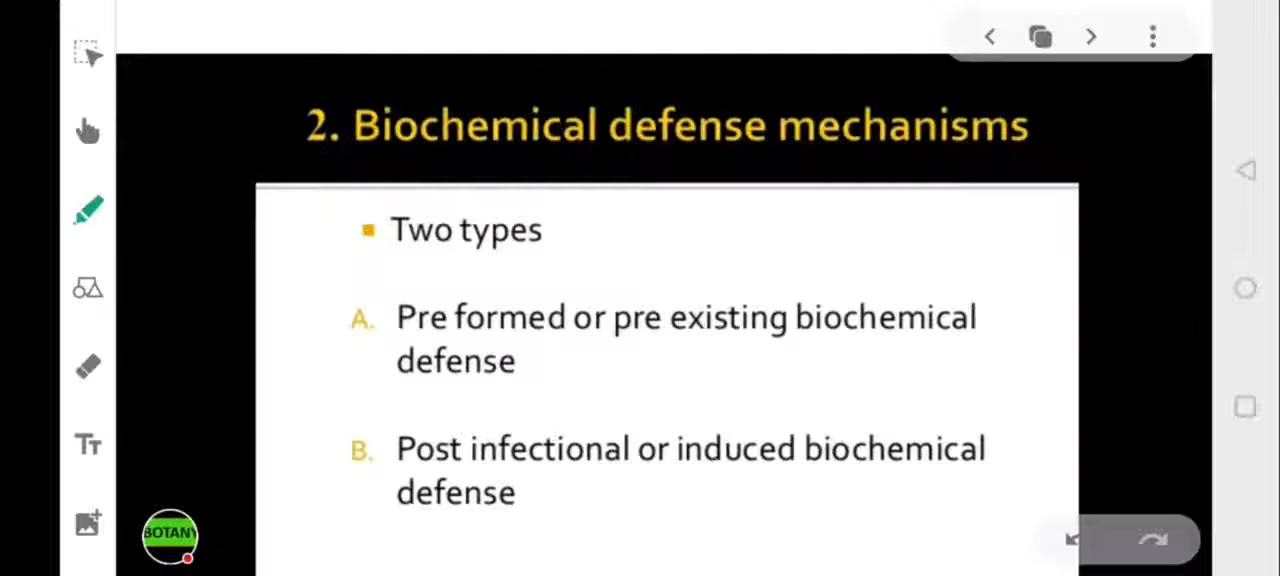 2. Biochemical defense mechanisms
Two types
A. Pre formed or pre existing biochemical
defense
B. Post infectional or induced biochemical
defense
TT
BOTANY